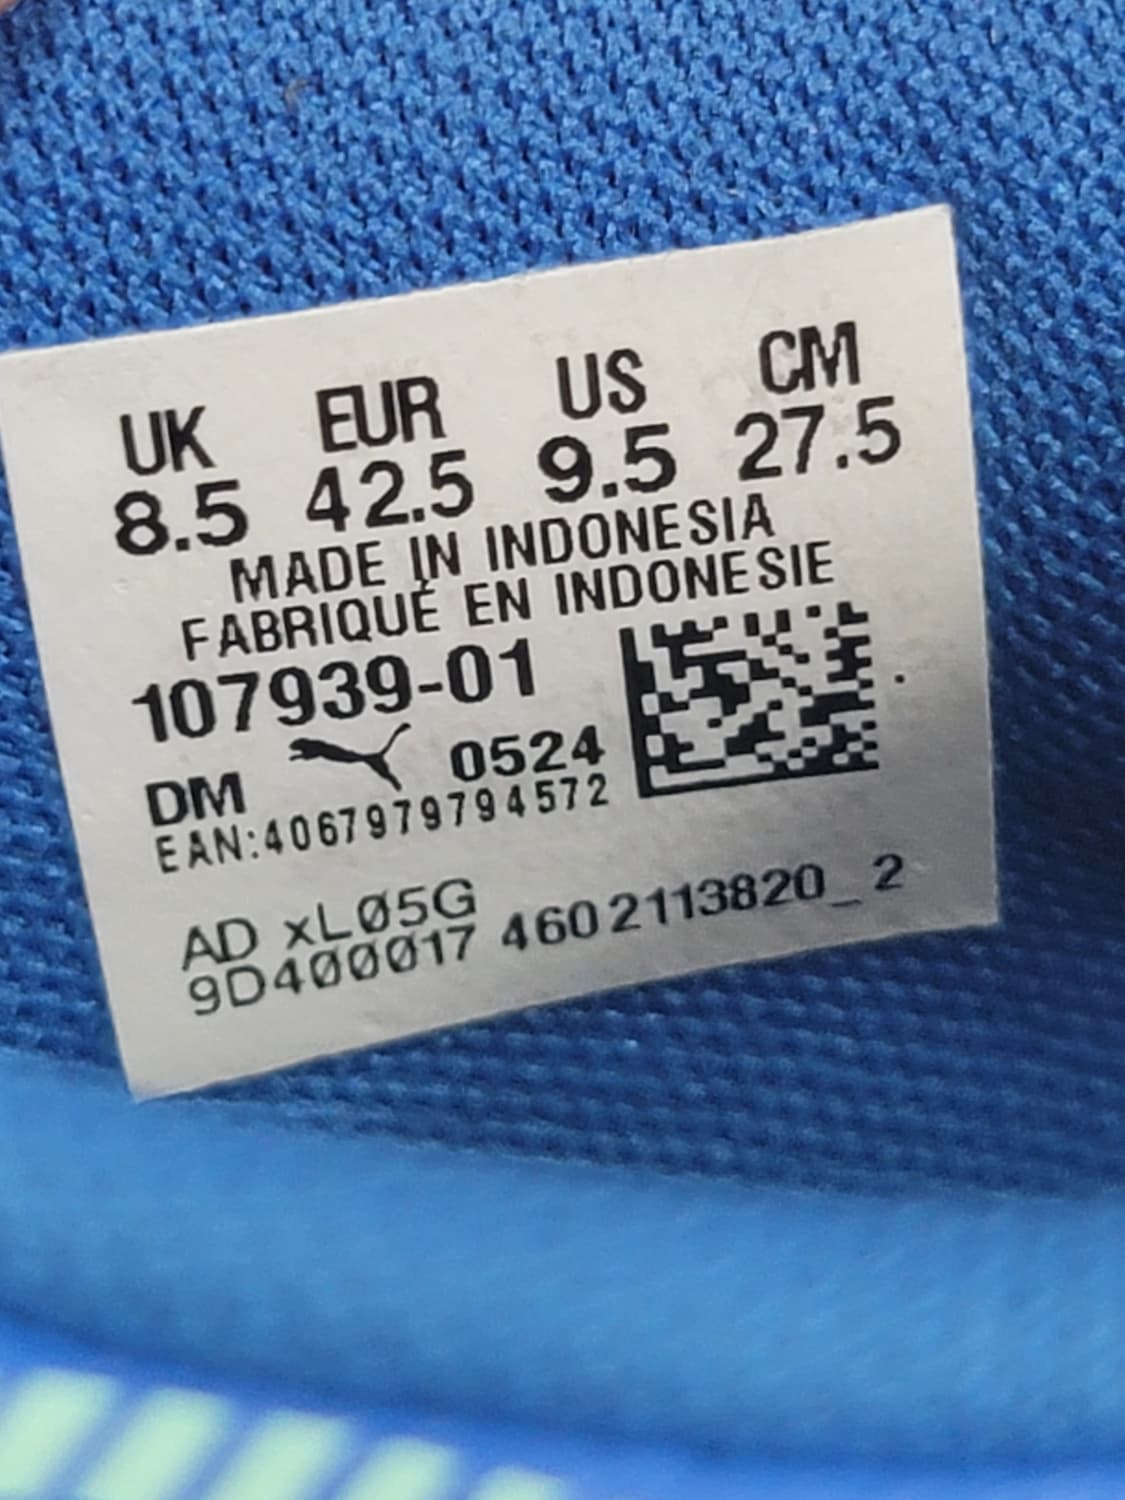 UK EUR US CM
8.5 42.5 9.5 27.5
MADE IN INDONESIA
FABRIQUÉ EN INDONESIE
107939-01
DM 0524
EAN:4067979794572
AD xLØ5G
9D4ØØØ17 4602113820_2